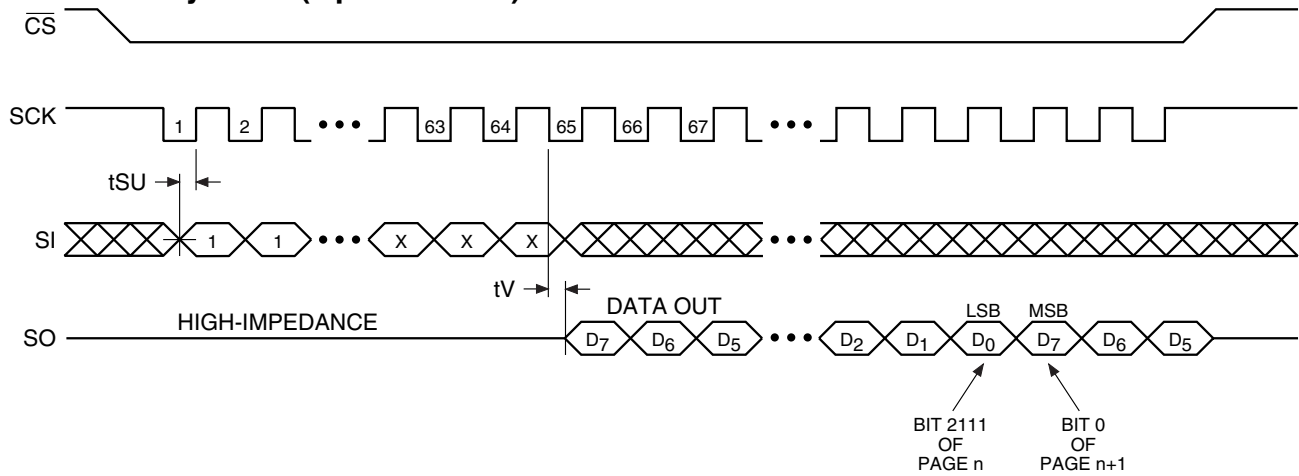 CS
SCK
1 2 ••• 63 64 65 66 67 •••
tSU
SI
1 1 ••• X X X •••
tV
DATA OUT
HIGH-IMPEDANCE
LSB MSB
SO
D7 D6 D5 ••• D2 D1 D0 D7 D6 D5
BIT 2111
OF
PAGE n
BIT 0
OF
PAGE n+1